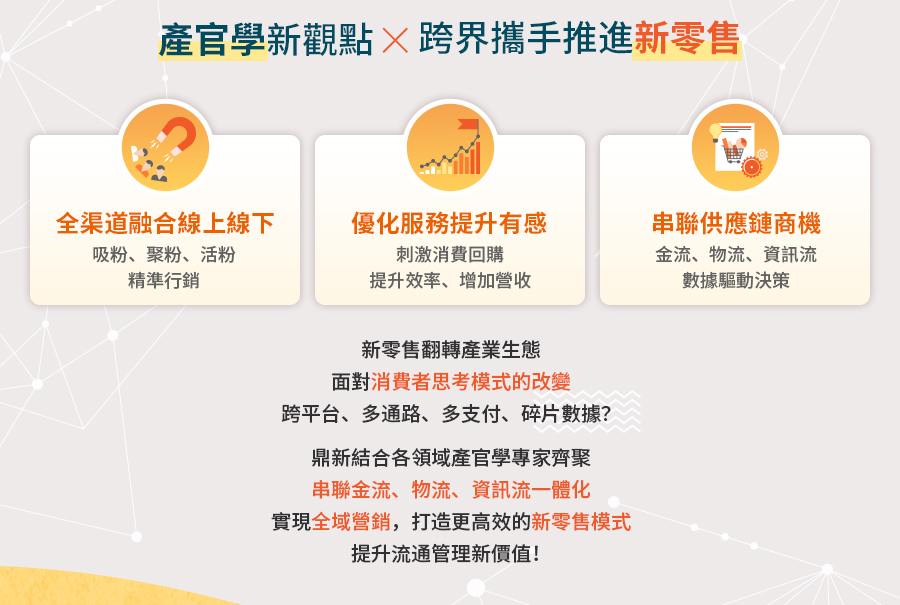 產官學新觀點 × 跨界攜手推進新零售
全渠道融合線上線下
吸粉、聚粉、活粉
精準行銷
優化服務提升有感
刺激消費回購
提升效率、增加營收
串聯供應鏈商機
金流、物流、資訊流
數據驅動決策
新零售翻轉產業生態
面對消費者思考模式的改變
跨平台、多通路、多支付、碎片數據?
鼎新結合各領域產官學專家齊聚
串聯金流、物流、資訊流一體化
實現全域營銷，打造更高效的新零售模式
提升流通管理新價值!